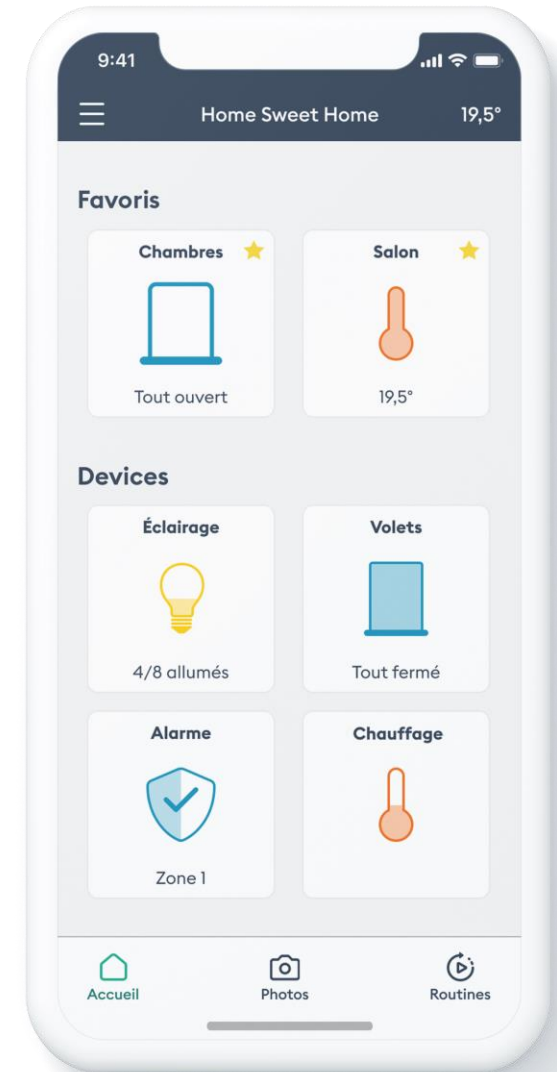 9:41
Home Sweet Home 19,5°
Favoris
Chambres Salon
Tout ouvert 19,5°
Devices
Éclairage Volets
4/8 allumés Tout fermé
Alarme Chauffage
Zone 1
Accueil Photos Routines